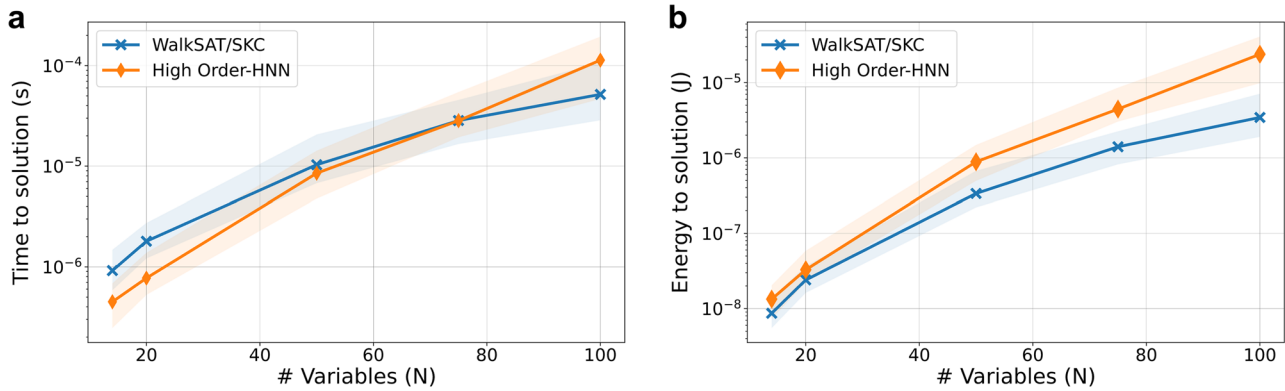 a
WalkSAT/SKC
High Order-HNN
Time to solution (s)
10⁻⁴
10⁻⁵
10⁻⁶
20 40 60 80 100
# Variables (N)
b
WalkSAT/SKC
High Order-HNN
Energy to solution (J)
10⁻⁵
10⁻⁶
10⁻⁷
10⁻⁸
20 40 60 80 100
# Variables (N)